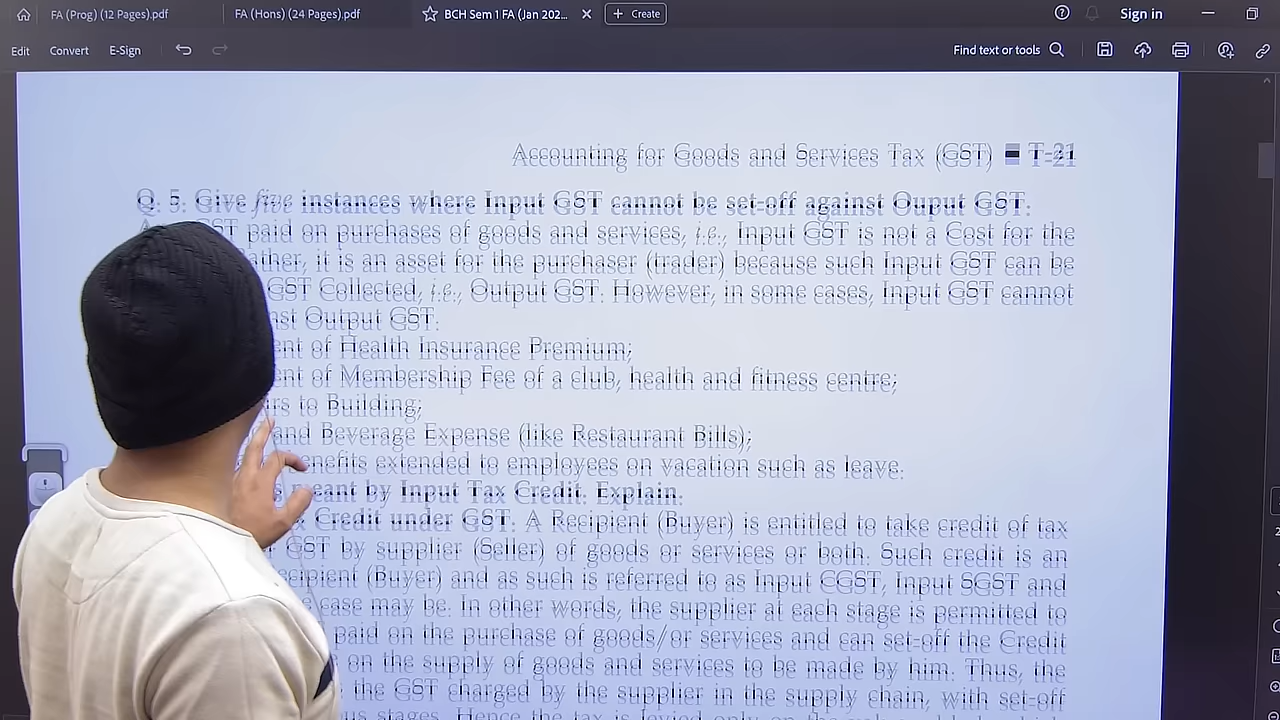 FA (Prog) (12 Pages).pdf
FA (Hons) (24 Pages).pdf
BCH Sem 1 FA (Jan 202...
Create
Sign in
Edit
Convert
E-Sign
Find text or tools
Accounting for Goods and Services Tax (GST) ■ T-21
Q. 5. Give five instances where Input GST cannot be set-off against Ouput GST.
paid on purchases of goods and services, i.e., Input GST is not a Cost for the
it is an asset for the purchaser (trader) because such Input GST can be
GST Collected, i.e., Output GST. However, in some cases, Input GST cannot
Output GST:
of Health Insurance Premium;
of Membership Fee of a club, health and fitness centre;
to Building;
and Beverage Expense (like Restaurant Bills);
benefits extended to employees on vacation such as leave.
meant by Input Tax Credit. Explain.
Credit under GST: A Recipient (Buyer) is entitled to take credit of tax
GST by supplier (Seller) of goods or services or both. Such credit is an
(Buyer) and as such is referred to as Input CGST, Input SGST and
case may be. In other words, the supplier at each stage is permitted to
paid on the purchase of goods/or services and can set-off the Credit
on the supply of goods and services to be made by him. Thus, the
the GST charged by the supplier in the supply chain, with set-off
stages. Hence the tax is levied only on the